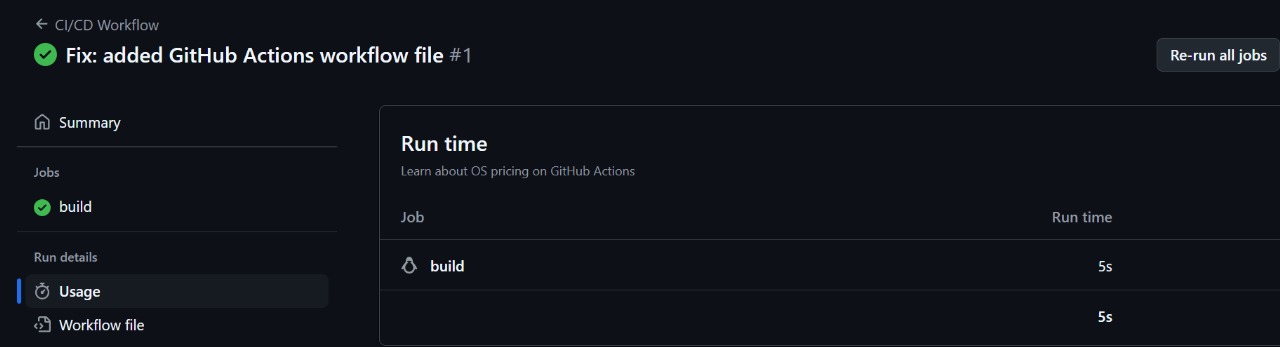 CI/CD Workflow
Fix: added GitHub Actions workflow file #1
Re-run all jobs
Summary
Jobs
build
Run details
Usage
Workflow file
Run time
Learn about OS pricing on GitHub Actions
Job Run time
build 5s
5s